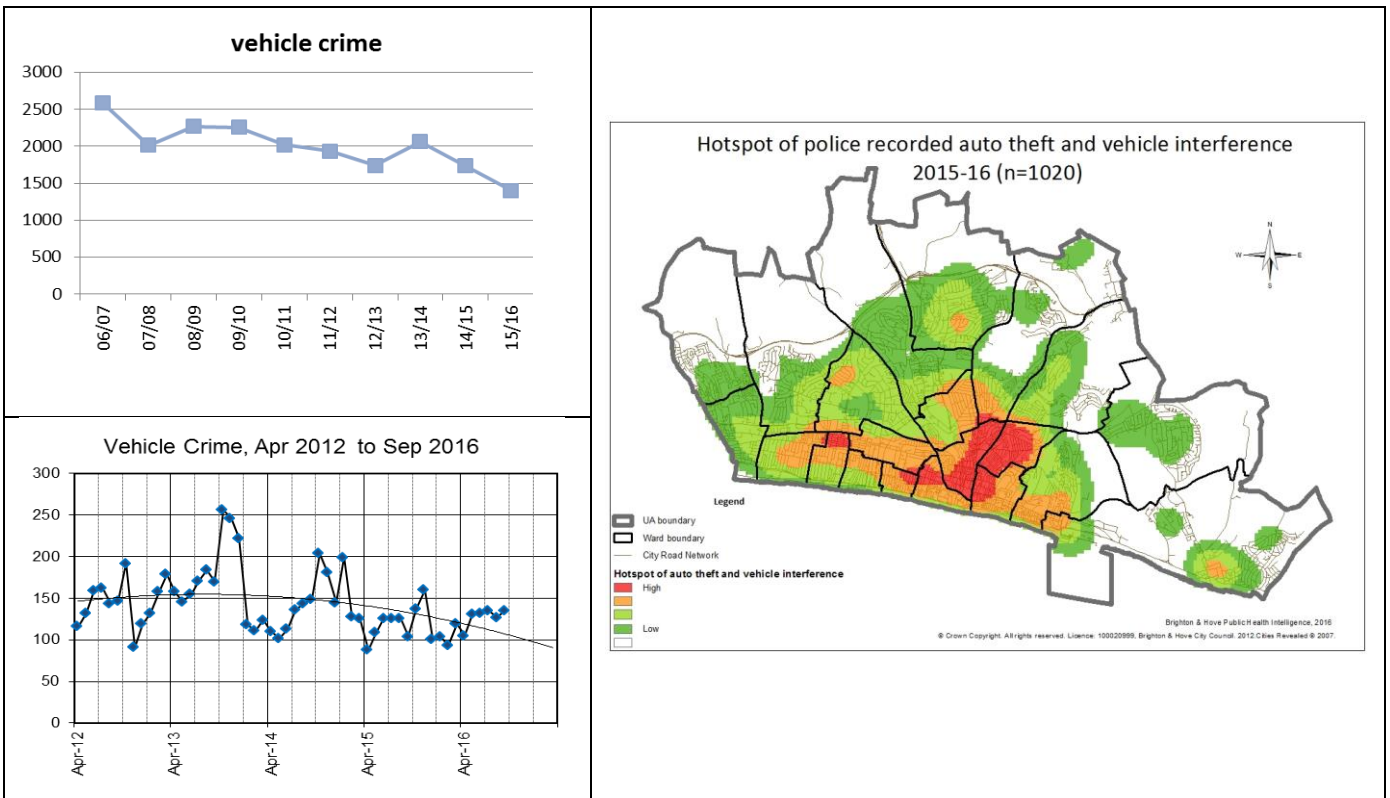 vehicle crime
3000
2500
2000
1500
1000
500
0
06/07
07/08
08/09
09/10
10/11
11/12
12/13
13/14
14/15
15/16
Vehicle Crime, Apr 2012 to Sep 2016
300
250
200
150
100
50
0
Apr-12
Apr-13
Apr-14
Apr-15
Apr-16
Hotspot of police recorded auto theft and vehicle interference
2015-16 (n=1020)
N
W E
S
Legend
UA boundary
Ward boundary
City Road Network
Hotspot of auto theft and vehicle interference
High
Low
Brighton & Hove Public Health Intelligence, 2016
© Crown Copyright. All rights reserved. Licence: 100020999, Brighton & Hove City Council. 2012.Cities Revealed © 2007.